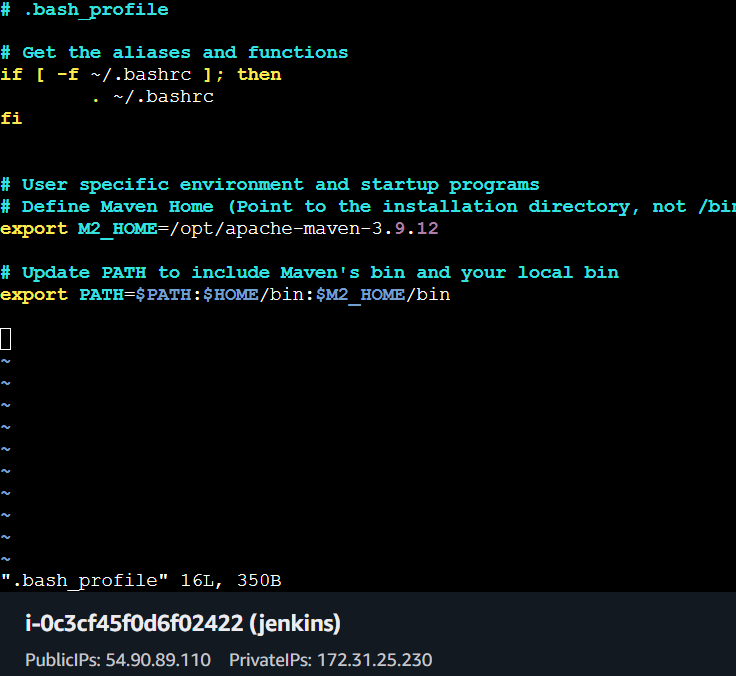 # .bash_profile
# Get the aliases and functions
if [ -f ~/.bashrc ]; then
        . ~/.bashrc
fi
# User specific environment and startup programs
# Define Maven Home (Point to the installation directory, not /bin
export M2_HOME=/opt/apache-maven-3.9.12
# Update PATH to include Maven's bin and your local bin
export PATH=$PATH:$HOME/bin:$M2_HOME/bin
~
~
~
~
~
~
~
~
~
~
".bash_profile" 16L, 350B
i-0c3cf45f0d6f02422 (jenkins)
PublicIPs: 54.90.89.110 PrivateIPs: 172.31.25.230